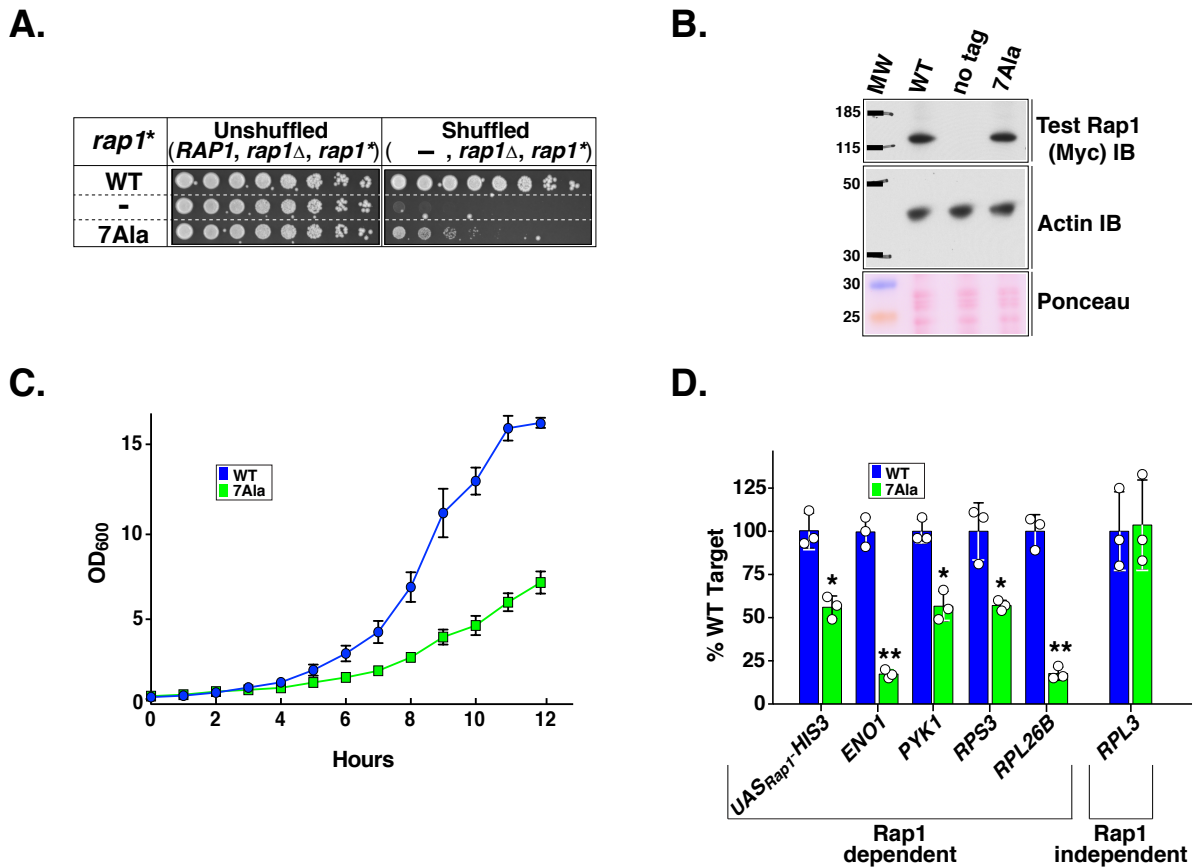 A.
rap1*
Unshuffled
(RAP1, rap1Δ, rap1*)
Shuffled
( – , rap1Δ, rap1*)
WT
-
7Ala
B.
MW
WT
no tag
7Ala
185
115
Test Rap1
(Myc) IB
50
30
Actin IB
30
25
Ponceau
C.
OD600
15
10
5
0
WT
7Ala
0 2 4 6 8 10 12
Hours
D.
% WT Target
125
100
75
50
25
0
WT
7Ala
* ** * * **
UASRap1-HIS3
ENO1
PYK1
RPS3
RPL26B
RPL3
Rap1
dependent
Rap1
independent